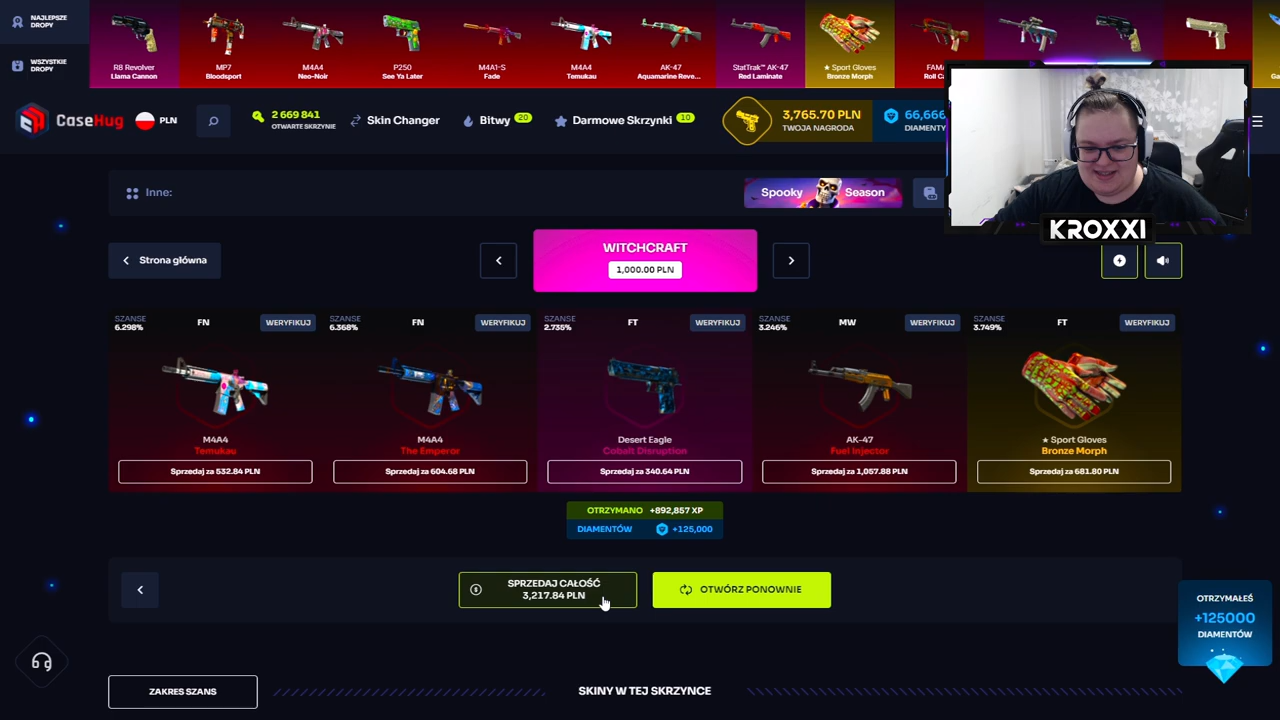 NAJLEPSZE
DROPY
WSZYSTKIE
DROPY
R8 Revolver
Llama Cannon
MP7
Bloodsport
M4A4
Neo-Noir
P250
See Ya Later
M4A1-S
Fade
M4A4
Temukau
AK-47
Aquamarine Reve...
StatTrak™ AK-47
Red Laminate
★ Sport Gloves
Bronze Morph
FAMA
Roll C
CaseHug
PLN
2 669 841
OTWARTE SKRZYNIE
Skin Changer
Bitwy 20
Darmowe Skrzynki 10
3,765.70 PLN
TWOJA NAGRODA
66,666
DIAMENTY
KROXXI
Inne:
Spooky Season
Strona główna
WITCHCRAFT
1,000.00 PLN
SZANSE
6.298%
FN
WERYFIKUJ
M4A4
Temukau
Sprzedaj za 532.84 PLN
SZANSE
6.368%
FN
WERYFIKUJ
M4A4
The Emperor
Sprzedaj za 604.68 PLN
SZANSE
2.735%
FT
WERYFIKUJ
Desert Eagle
Cobalt Disruption
Sprzedaj za 340.64 PLN
SZANSE
3.246%
MW
WERYFIKUJ
AK-47
Fuel Injector
Sprzedaj za 1,057.88 PLN
SZANSE
3.749%
FT
WERYFIKUJ
★ Sport Gloves
Bronze Morph
Sprzedaj za 681.80 PLN
OTRZYMANO +892,857 XP
DIAMENTÓW +125,000
SPRZEDAJ CAŁOŚĆ
3,217.84 PLN
OTWÓRZ PONOWNIE
OTRZYMAŁEŚ
+125000
DIAMENTÓW
ZAKRES SZANS
SKINY W TEJ SKRZYNCE